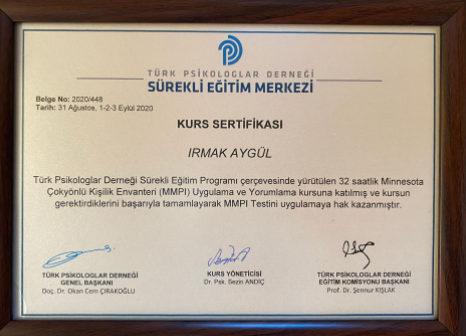 TÜRK PSİKOLOGLAR DERNEĞİ
SÜREKLİ EĞİTİM MERKEZİ
Belge No: 2020/448
Tarih: 31 Ağustos, 1-2-3 Eylül 2020
KURS SERTİFİKASI
IRMAK AYGÜL
Türk Psikologlar Derneği Sürekli Eğitim Programı çerçevesinde yürütülen 32 saatlik Minnesota
Çokyönlü Kişilik Envanteri (MMPI) Uygulama ve Yorumlama kursuna katılmış ve kursun
gerektirdiklerini başarıyla tamamlayarak MMPI Testini uygulamaya hak kazanmıştır.
TÜRK PSİKOLOGLAR DERNEĞİ
GENEL BAŞKANI
Doç. Dr. Okan Cem ÇIRAKOĞLU
KURS YÖNETİCİSİ
Dr. Psk. Sezin ANDİÇ
TÜRK PSİKOLOGLAR DERNEĞİ
EĞİTİM KOMİSYONU BAŞKANI
Prof. Dr. Şennur KIŞLAK